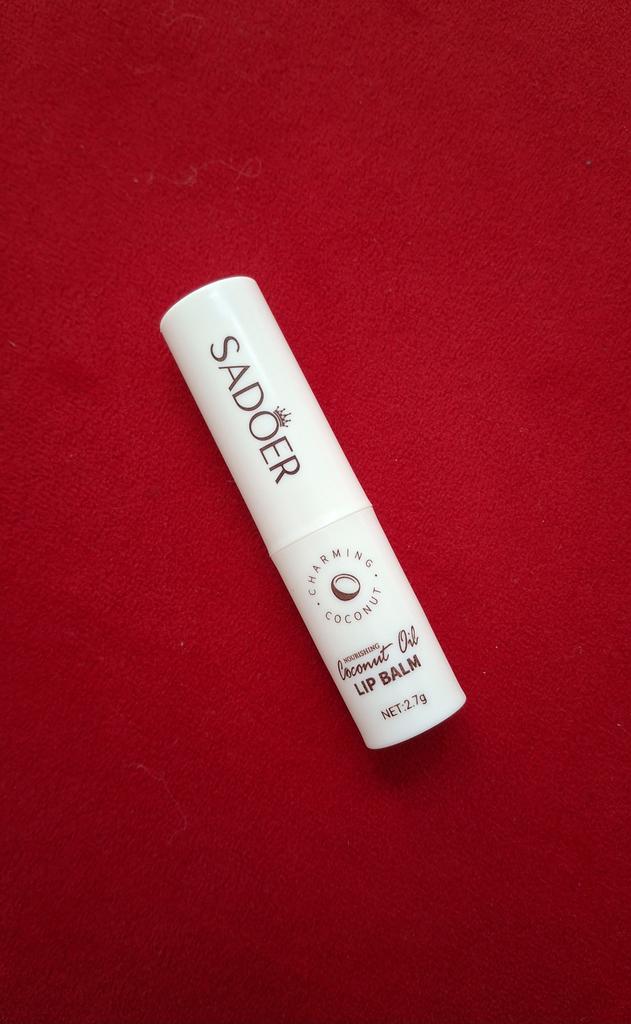 SADOER
CHARMING
COCONUT
NOURISHING
Coconut Oil
LIP BALM
NET:2.7g